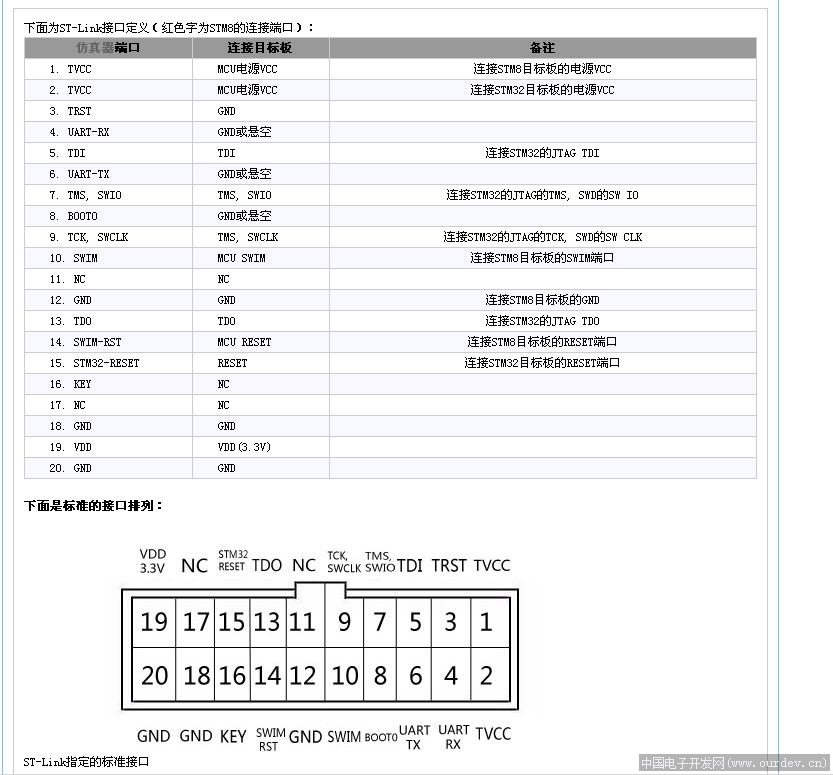 下面为ST-Link接口定义(红色字为STM8的连接端口):
仿真器端口 连接目标板 备注
1. TVCC MCU电源VCC 连接STM8目标板的电源VCC
2. TVCC MCU电源VCC 连接STM32目标板的电源VCC
3. TRST GND
4. UART-RX GND或悬空
5. TDI TDI 连接STM32的JTAG TDI
6. UART-TX GND或悬空
7. TMS, SWIO TMS, SWIO 连接STM32的JTAG的TMS, SWD的SW IO
8. BOOT0 GND或悬空
9. TCK, SWCLK TMS, SWCLK 连接STM32的JTAG的TCK, SWD的SW CLK
10. SWIM MCU SWIM 连接STM8目标板的SWIM端口
11. NC NC
12. GND GND 连接STM8目标板的GND
13. TDO TDO 连接STM32的JTAG TDO
14. SWIM-RST MCU RESET 连接STM8目标板的RESET端口
15. STM32-RESET RESET 连接STM32目标板的RESET端口
16. KEY NC
17. NC NC
18. GND GND
19. VDD VDD(3.3V)
20. GND GND
下面是标准的接口排列:
VDD 3.3V NC STM32 RESET TDO NC TCK, SWCLK TMS, SWIO TDI TRST TVCC
19 17 15 13 11 9 7 5 3 1
20 18 16 14 12 10 8 6 4 2
GND GND KEY SWIM RST GND SWIM BOOT0 UART TX UART RX TVCC
ST-Link指定的标准接口
中国电子开发网(www.ourdev.cn)